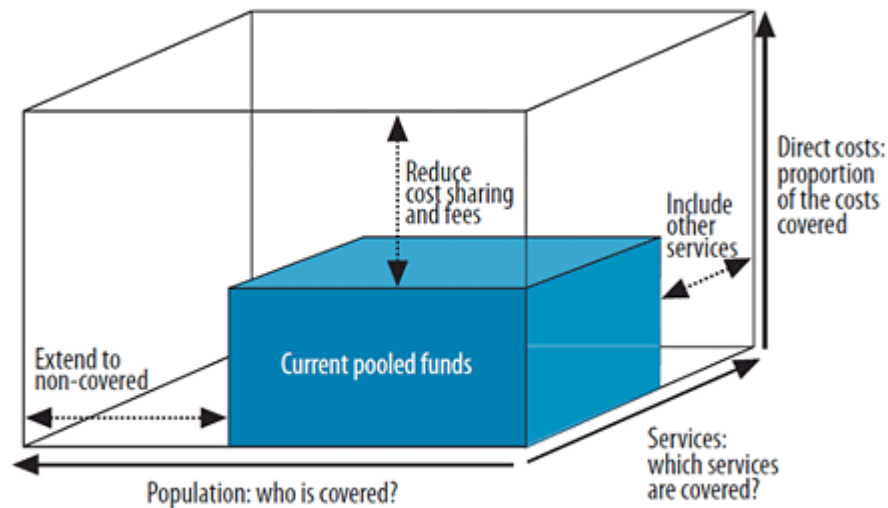 Reduce
cost sharing
and fees
Include
other
services
Direct costs:
proportion
of the costs
covered
Extend to
non-covered
Current pooled funds
Services:
which services
are covered?
Population: who is covered?